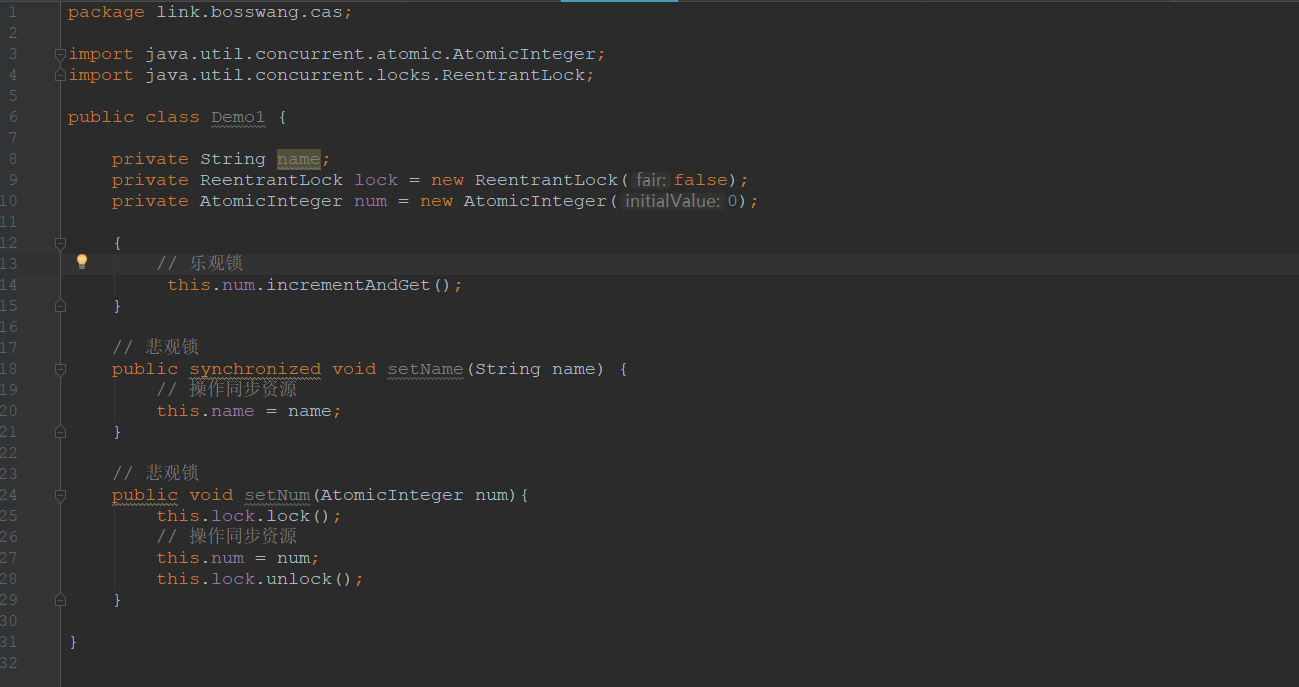 1 package link.bosswang.cas;
2
3 import java.util.concurrent.atomic.AtomicInteger;
4 import java.util.concurrent.locks.ReentrantLock;
5
6 public class Demo1 {
7
8 private String name;
9 private ReentrantLock lock = new ReentrantLock( fair: false);
10 private AtomicInteger num = new AtomicInteger( initialValue: 0);
11
12 {
13 // 乐观锁
14 this.num.incrementAndGet();
15 }
16
17 // 悲观锁
18 public synchronized void setName(String name) {
19 // 操作同步资源
20 this.name = name;
21 }
22
23 // 悲观锁
24 public void setNum(AtomicInteger num){
25 this.lock.lock();
26 // 操作同步资源
27 this.num = num;
28 this.lock.unlock();
29 }
30
31 }
32